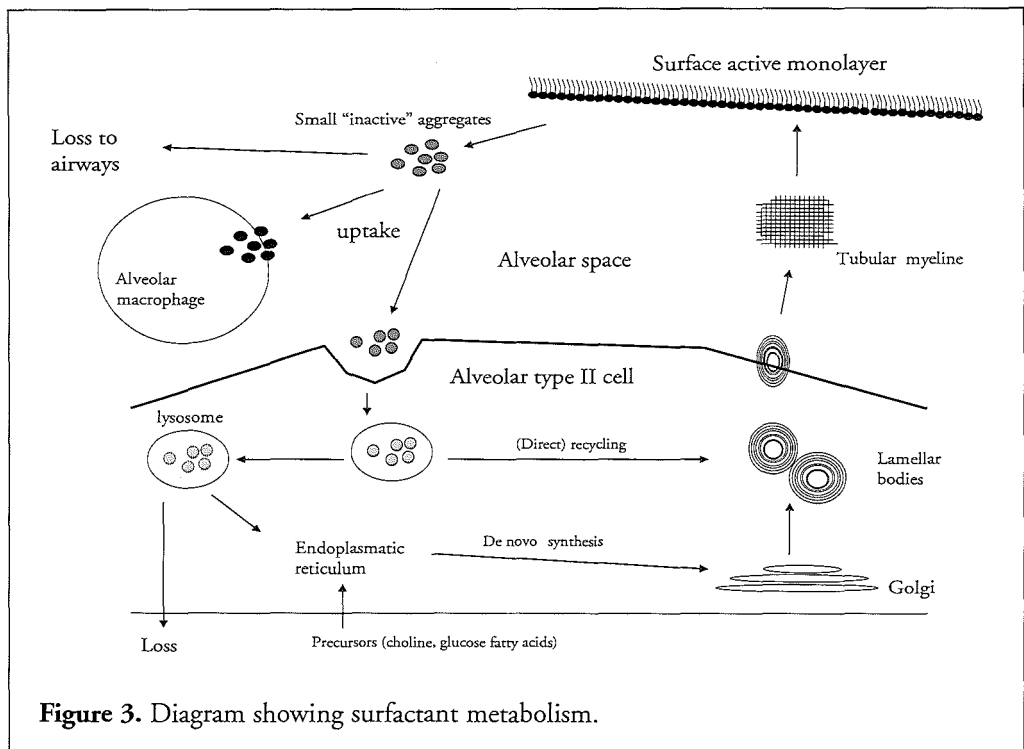 Surface active monolayer
Small "inactive" aggregates
Loss to
airways
uptake
Alveolar space
Tubular myeline
Alveolar
macrophage
Alveolar type II cell
lysosome
(Direct) recycling
Lamellar
bodies
De novo synthesis
Endoplasmatic
reticulum
Golgi
Loss
Precursors (choline, glucose fatty acids)
Figure 3. Diagram showing surfactant metabolism.